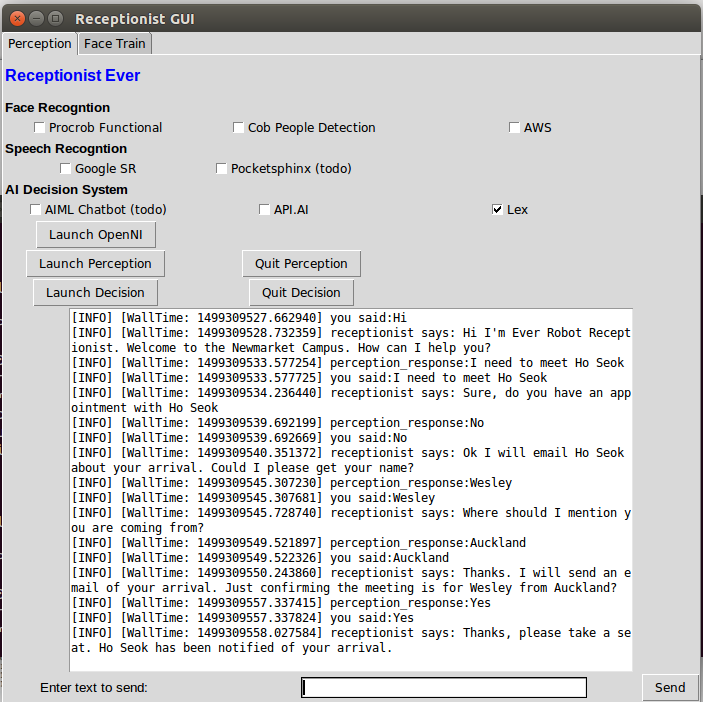 Receptionist GUI
Perception Face Train
Receptionist Ever
Face Recogntion
Procrob Functional Cob People Detection AWS
Speech Recogntion
Google SR Pocketsphinx (todo)
AI Decision System
AIML Chatbot (todo) API.AI Lex
Launch OpenNI
Launch Perception Quit Perception
Launch Decision Quit Decision
[INFO] [WallTime: 1499309527.662940] you said:Hi
[INFO] [WallTime: 1499309528.732359] receptionist says: Hi I'm Ever Robot Recept
ionist. Welcome to the Newmarket Campus. How can I help you?
[INFO] [WallTime: 1499309533.577254] perception_response:I need to meet Ho Seok
[INFO] [WallTime: 1499309533.577725] you said:I need to meet Ho Seok
[INFO] [WallTime: 1499309534.236440] receptionist says: Sure, do you have an app
ointment with Ho Seok
[INFO] [WallTime: 1499309539.692199] perception_response:No
[INFO] [WallTime: 1499309539.692669] you said:No
[INFO] [WallTime: 1499309540.351372] receptionist says: Ok I will email Ho Seok
about your arrival. Could I please get your name?
[INFO] [WallTime: 1499309545.307230] perception_response:Wesley
[INFO] [WallTime: 1499309545.307681] you said:Wesley
[INFO] [WallTime: 1499309545.728740] receptionist says: Where should I mention y
ou are coming from?
[INFO] [WallTime: 1499309549.521897] perception_response:Auckland
[INFO] [WallTime: 1499309549.522326] you said:Auckland
[INFO] [WallTime: 1499309550.243860] receptionist says: Thanks. I will send an e
mail of your arrival. Just confirming the meeting is for Wesley from Auckland?
[INFO] [WallTime: 1499309557.337415] perception_response:Yes
[INFO] [WallTime: 1499309557.337824] you said:Yes
[INFO] [WallTime: 1499309558.027584] receptionist says: Thanks, please take a se
at. Ho Seok has been notified of your arrival.
Enter text to send: Send